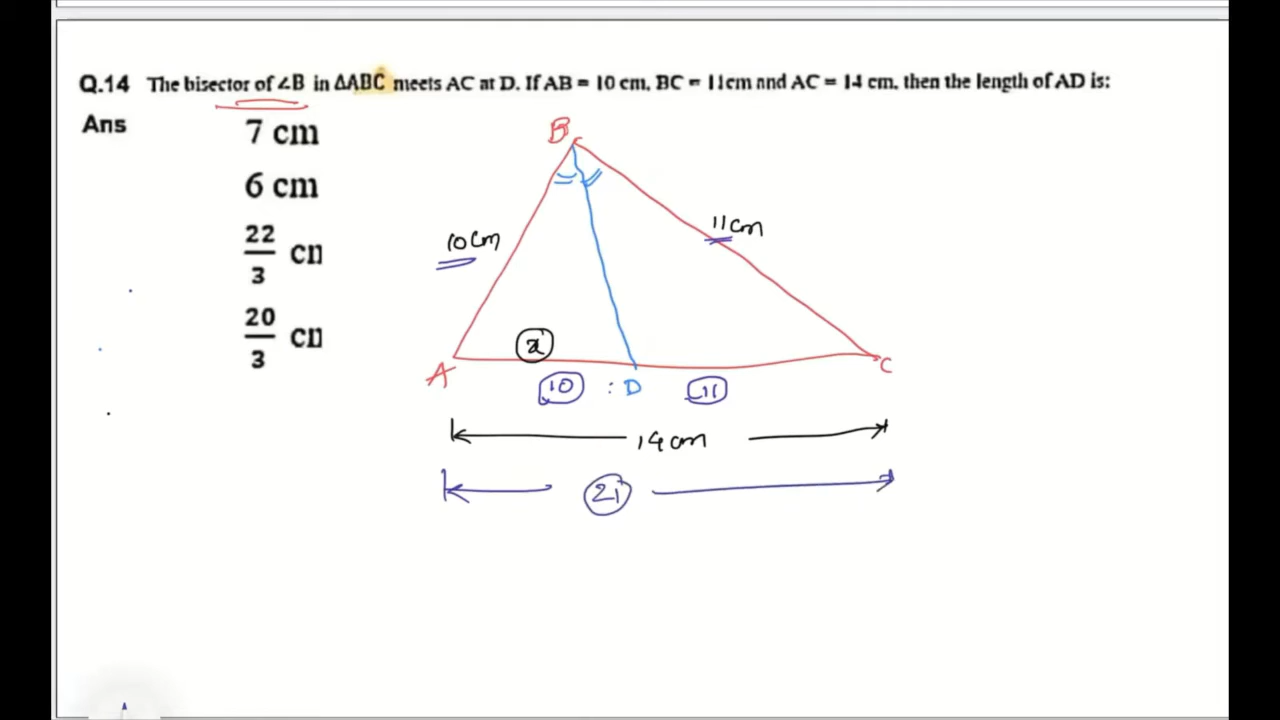 Q.14 The bisector of ∠B in ΔABC meets AC at D. If AB = 10 cm, BC = 11cm and AC = 14 cm, then the length of AD is:
Ans
7 cm
6 cm
22/3 cm
20/3 cm
B
10cm
11cm
x
A
10 : D 11
C
14cm
21